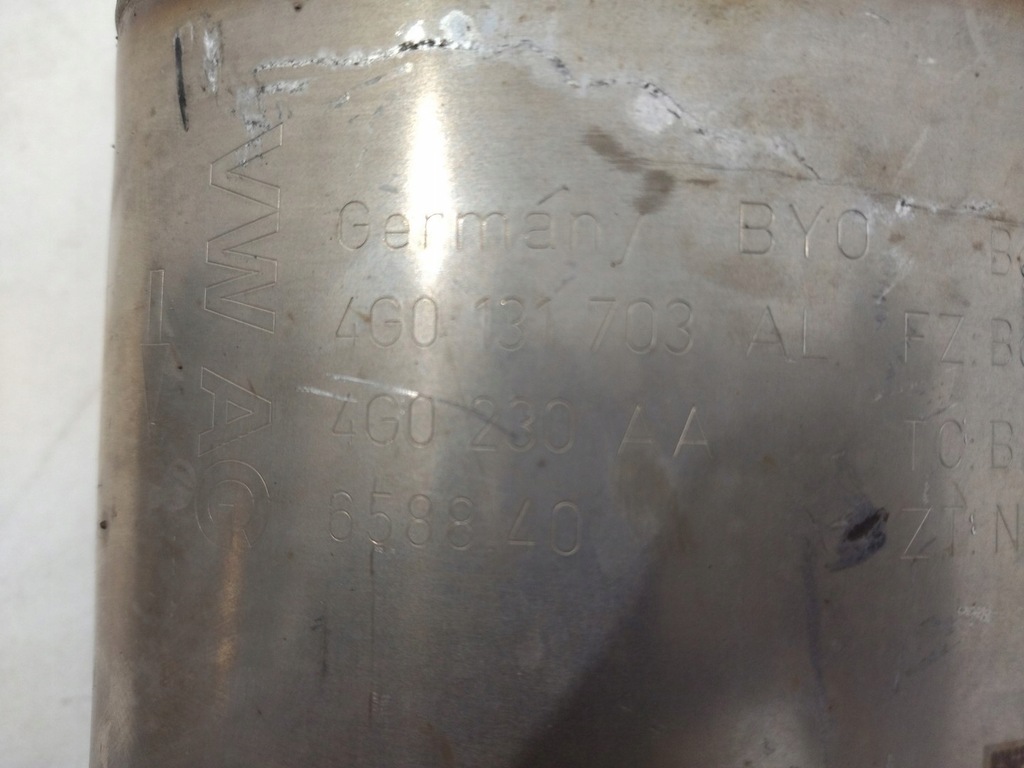 VW AG
Germany BYO
4G0 131 703 AL FZ: B
4G0 230 AA TC: B
6588 40 ZT: N